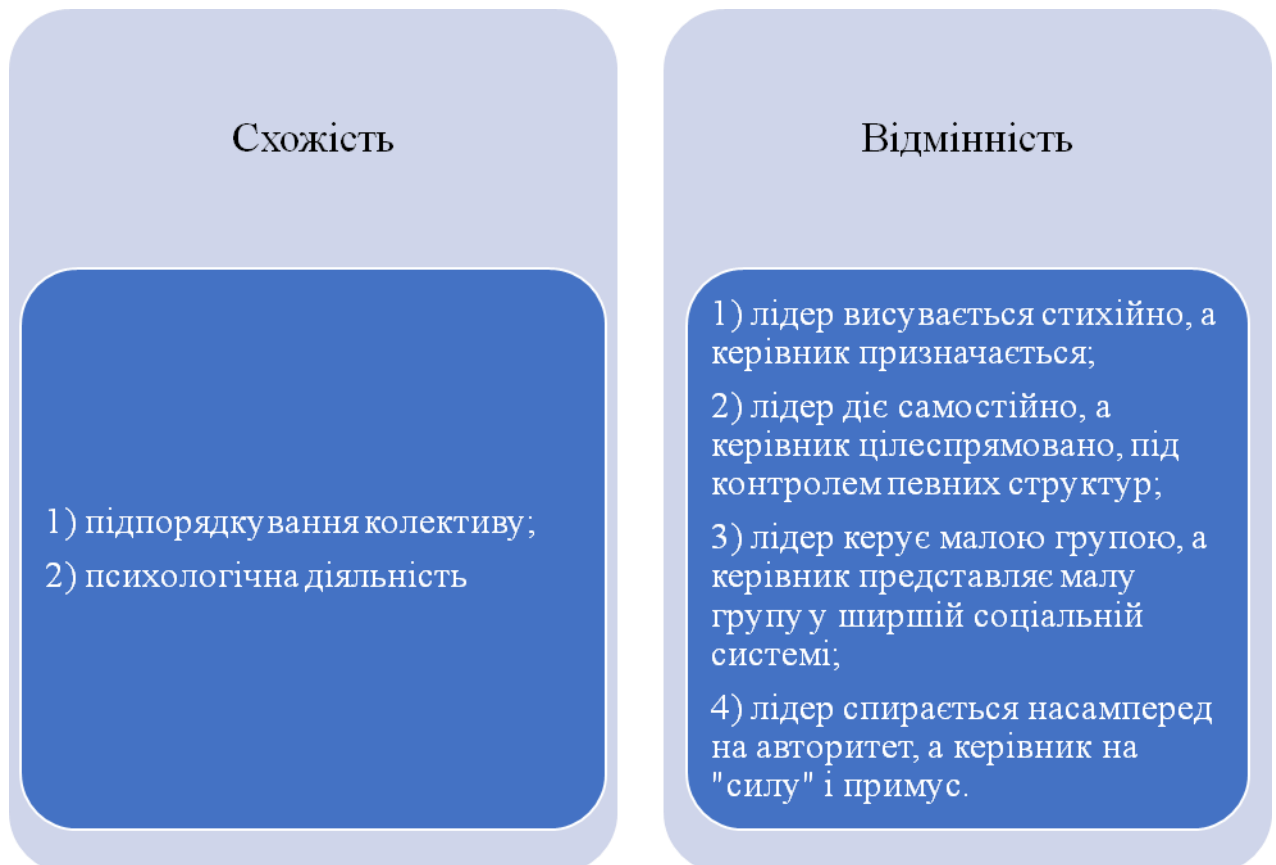 Схожість
1) підпорядкування колективу;
2) психологічна діяльність
Відмінність
1) лідер висувається стихійно, а
керівник призначається;
2) лідер діє самостійно, а
керівник цілеспрямовано, під
контролем певних структур;
3) лідер керує малою групою, а
керівник представляє малу
групу у ширшій соціальній
системі;
4) лідер спирається насамперед
на авторитет, а керівник на
"силу" і примус.